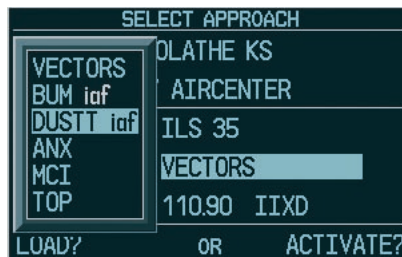 SELECT APPROACH
OLATHE KS
AIRCENTER
VECTORS
BUM iaf
DUSTT iaf
ANX
MCI
TOP
ILS 35
VECTORS
110.90 IIXD
LOAD? OR ACTIVATE?